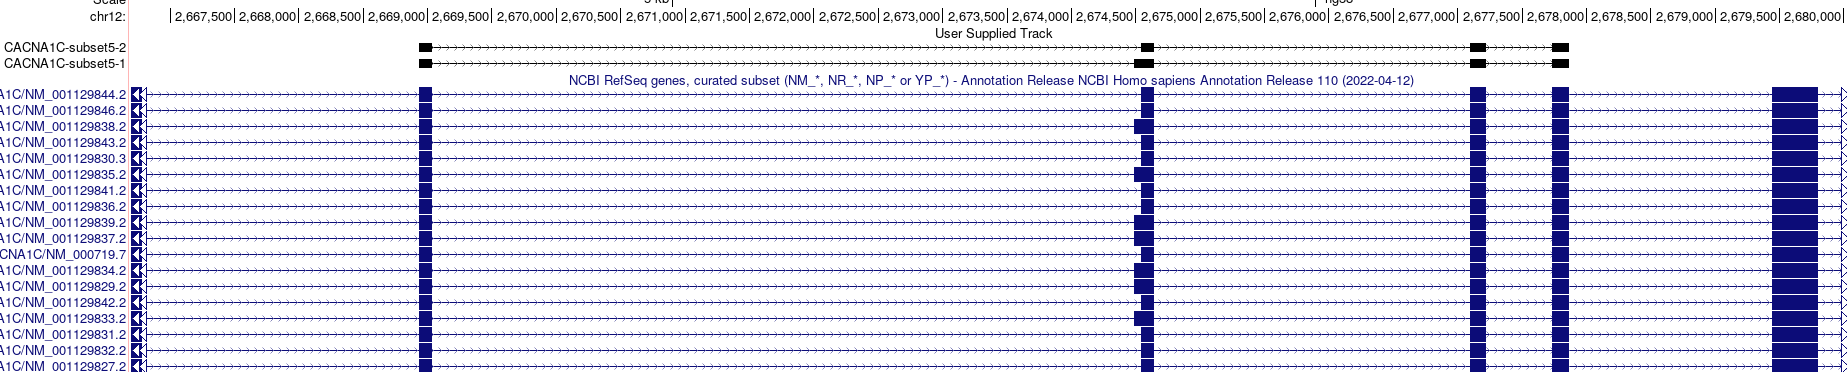 Scale
chr12: 2,667,500 2,668,000 2,668,500 2,669,000 2,669,500 2,670,000 2,670,500 2,671,000 2,671,500 2,672,000 2,672,500 2,673,000 2,673,500 2,674,000 2,674,500 2,675,000 2,675,500 2,676,000 2,676,500 2,677,000 2,677,500 2,678,000 2,678,500 2,679,000 2,679,500 2,680,000
User Supplied Track
CACNA1C-subset5-2
CACNA1C-subset5-1
NCBI RefSeq genes, curated subset (NM_*, NR_*, NP_* or YP_*) - Annotation Release NCBI Homo sapiens Annotation Release 110 (2022-04-12)
A1C/NM_001129844.2
A1C/NM_001129846.2
A1C/NM_001129838.2
A1C/NM_001129843.2
A1C/NM_001129830.3
A1C/NM_001129835.2
A1C/NM_001129841.2
A1C/NM_001129836.2
A1C/NM_001129839.2
A1C/NM_001129837.2
CNA1C/NM_000719.7
A1C/NM_001129834.2
A1C/NM_001129829.2
A1C/NM_001129842.2
A1C/NM_001129833.2
A1C/NM_001129831.2
A1C/NM_001129832.2
A1C/NM_001129827.2